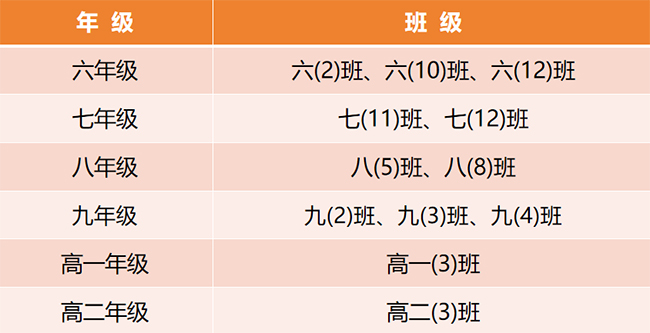 年 级 班 级
六年级 六(2)班、六(10)班、六(12)班
七年级 七(11)班、七(12)班
八年级 八(5)班、八(8)班
九年级 九(2)班、九(3)班、九(4)班
高一年级 高一(3)班
高二年级 高二(3)班